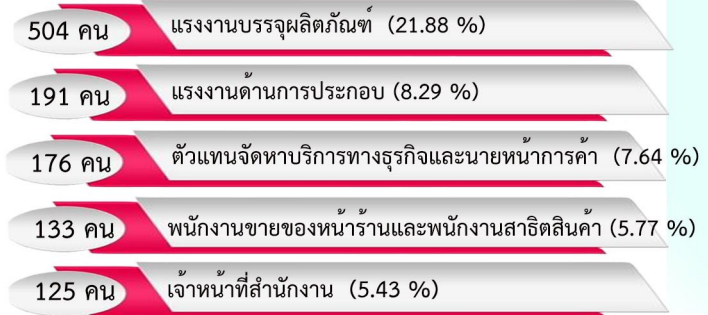 504 คน แรงงานบรรจุผลิตภัณฑ์ (21.88 %)
191 คน แรงงานด้านการประกอบ (8.29 %)
176 คน ตัวแทนจัดหาบริการทางธุรกิจและนายหน้าการค้า (7.64 %)
133 คน พนักงานขายของหน้าร้านและพนักงานสาธิตสินค้า (5.77 %)
125 คน เจ้าหน้าที่สำนักงาน (5.43 %)